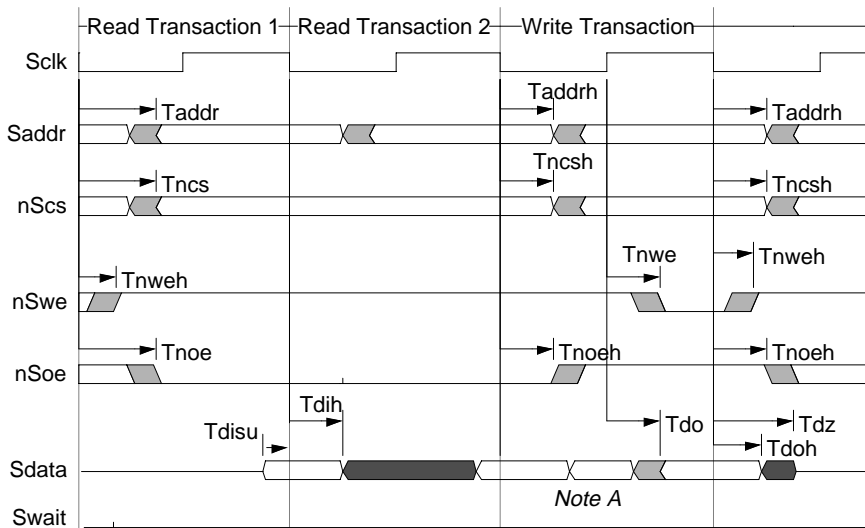 Read Transaction 1 Read Transaction 2 Write Transaction
Sclk
Taddr Taddrh Taddrh
Saddr
Tncs Tncsh Tncsh
nScs
Tnweh Tnwe Tnweh
nSwe
Tnoe Tnoeh Tnoeh
nSoe
Tdisu Tdih Tdo Tdz
Tdoh
Sdata
Note A
Swait